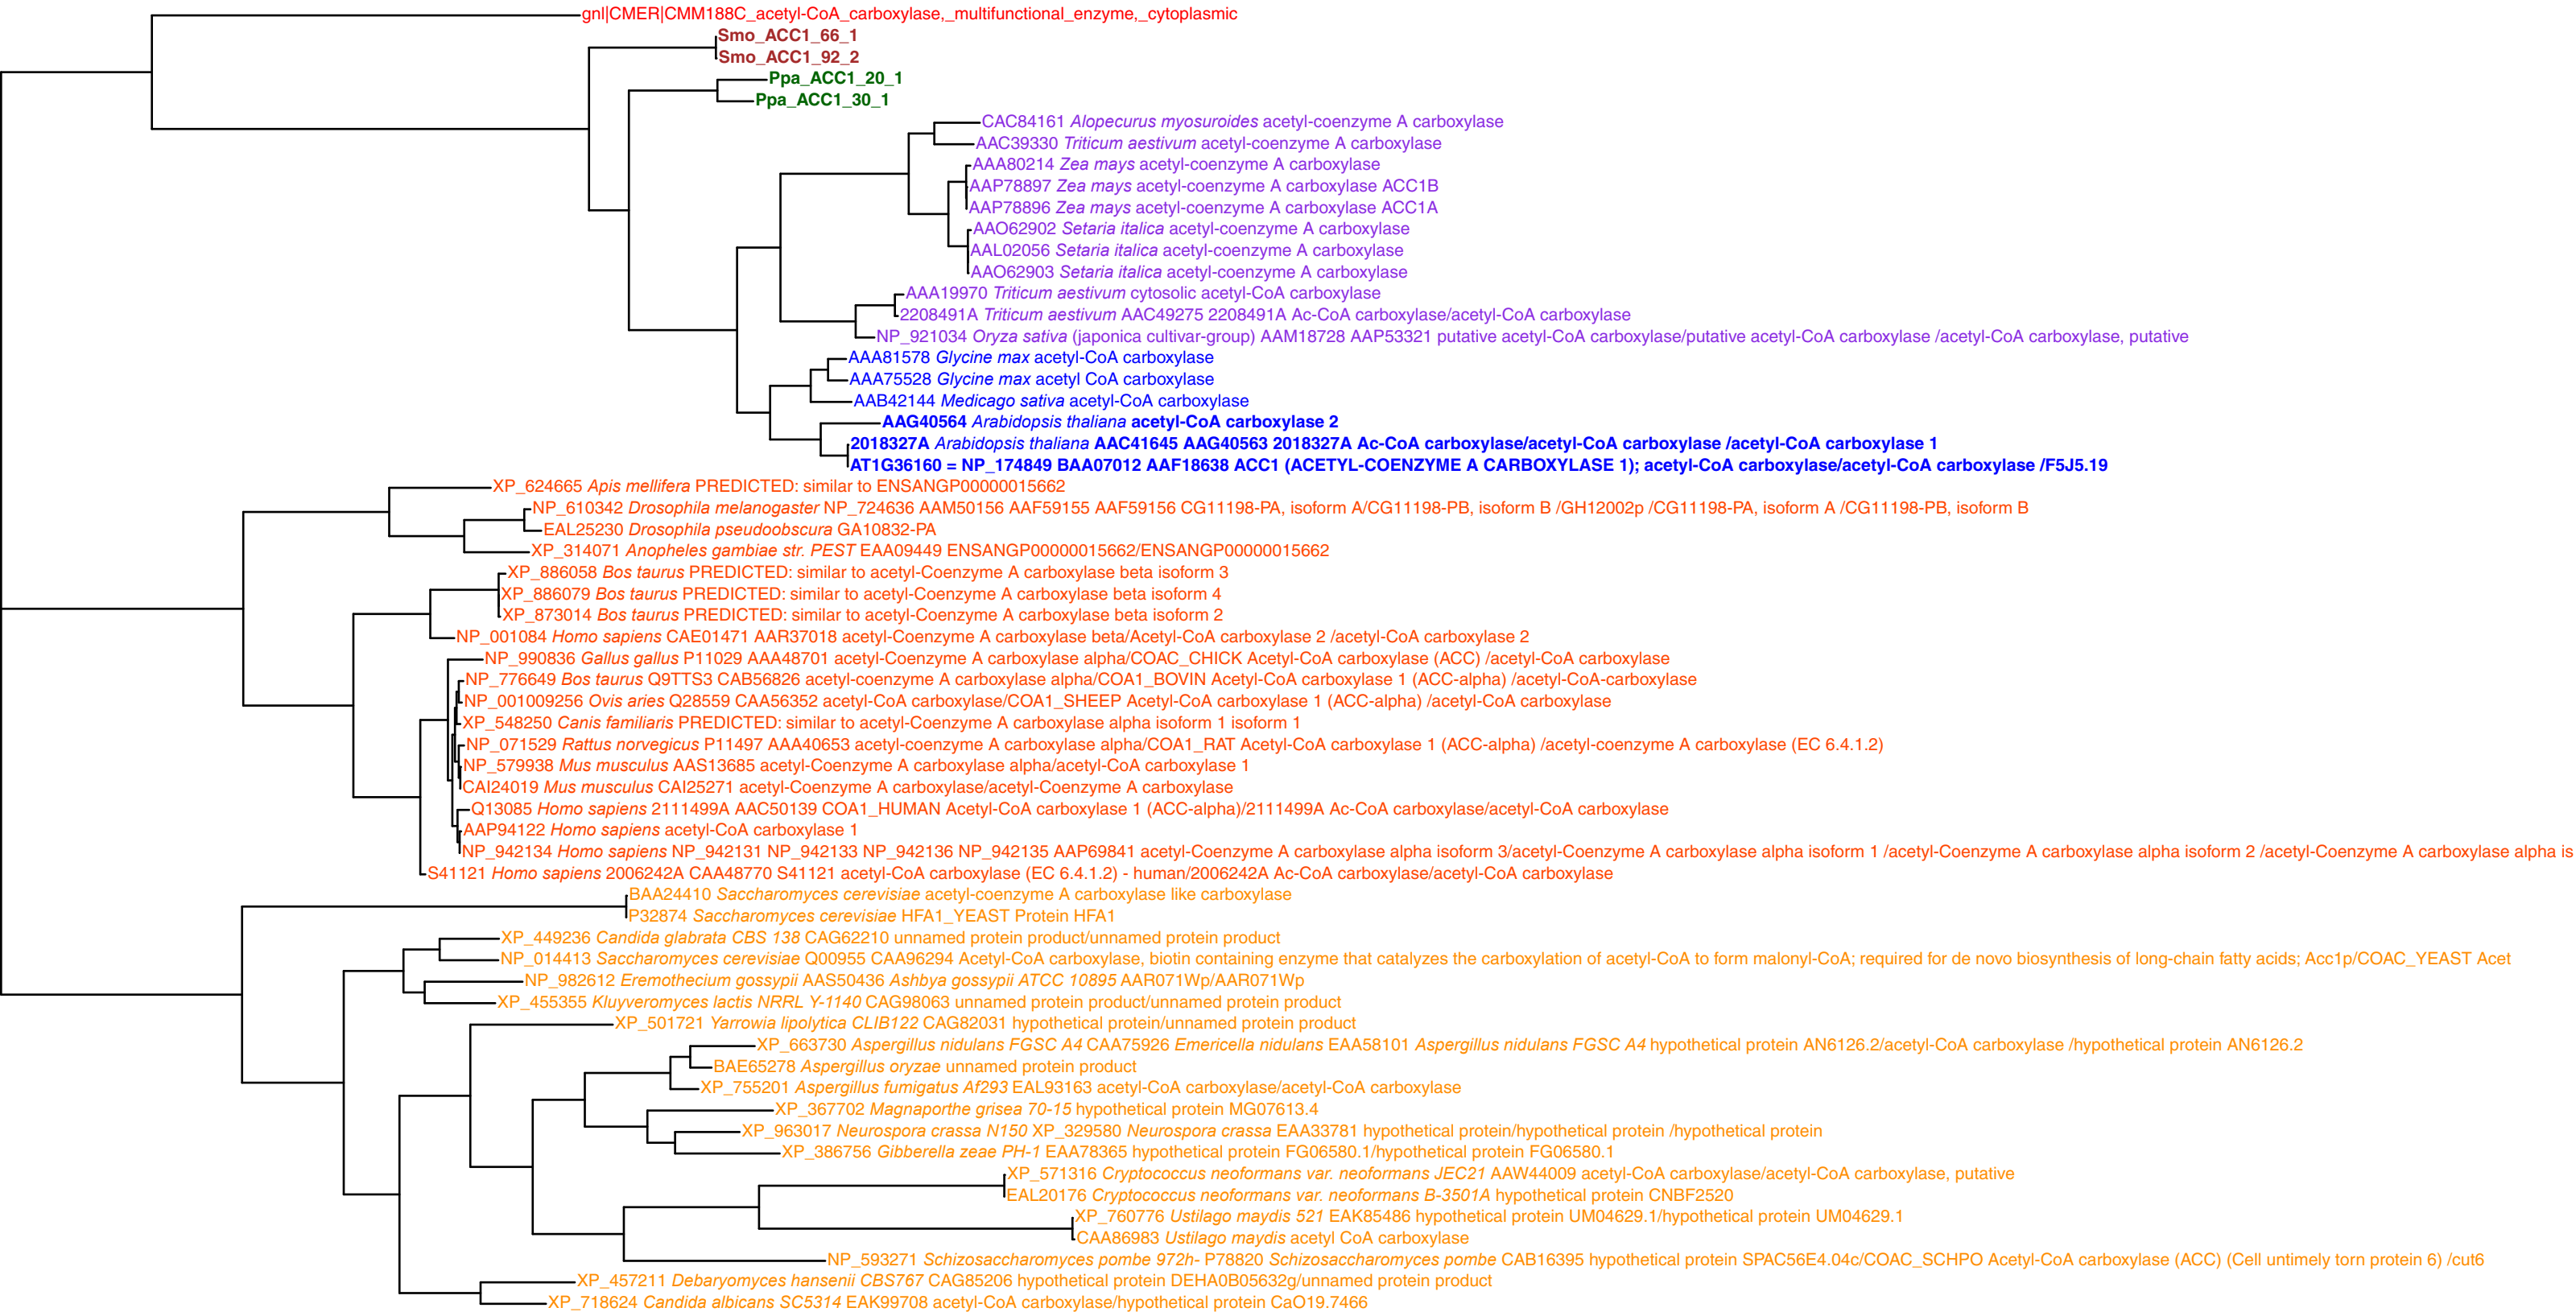 gnl|CMER|CMM188C_acetyl-CoA_carboxylase,_multifunctional_enzyme,_cytoplasmic
Smo_ACC1_66_1
Smo_ACC1_92_2
Ppa_ACC1_20_1
Ppa_ACC1_30_1
CAC84161 Alopecurus myosuroides acetyl-coenzyme A carboxylase
AAC39330 Triticum aestivum acetyl-coenzyme A carboxylase
AAA80214 Zea mays acetyl-coenzyme A carboxylase
AAP78897 Zea mays acetyl-coenzyme A carboxylase ACC1B
AAP78896 Zea mays acetyl-coenzyme A carboxylase ACC1A
AAO62902 Setaria italica acetyl-coenzyme A carboxylase
AAL02056 Setaria italica acetyl-coenzyme A carboxylase
AAO62903 Setaria italica acetyl-coenzyme A carboxylase
AAA19970 Triticum aestivum cytosolic acetyl-CoA carboxylase
2208491A Triticum aestivum AAC49275 2208491A Ac-CoA carboxylase/acetyl-CoA carboxylase
NP_921034 Oryza sativa (japonica cultivar-group) AAM18728 AAP53321 putative acetyl-CoA carboxylase/putative acetyl-CoA carboxylase /acetyl-CoA carboxylase, putative
AAA81578 Glycine max acetyl-CoA carboxylase
AAA75528 Glycine max acetyl CoA carboxylase
AAB42144 Medicago sativa acetyl-CoA carboxylase
AAG40564 Arabidopsis thaliana acetyl-CoA carboxylase 2
2018327A Arabidopsis thaliana AAC41645 AAG40563 2018327A Ac-CoA carboxylase/acetyl-CoA carboxylase /acetyl-CoA carboxylase 1
AT1G36160 = NP_174849 BAA07012 AAF18638 ACC1 (ACETYL-COENZYME A CARBOXYLASE 1); acetyl-CoA carboxylase/acetyl-CoA carboxylase /F5J5.19
XP_624665 Apis mellifera PREDICTED: similar to ENSANGP00000015662
NP_610342 Drosophila melanogaster NP_724636 AAM50156 AAF59155 AAF59156 CG11198-PA, isoform A/CG11198-PB, isoform B /GH12002p /CG11198-PA, isoform A /CG11198-PB, isoform B
EAL25230 Drosophila pseudoobscura GA10832-PA
XP_314071 Anopheles gambiae str. PEST EAA09449 ENSANGP00000015662/ENSANGP00000015662
XP_886058 Bos taurus PREDICTED: similar to acetyl-Coenzyme A carboxylase beta isoform 3
XP_886079 Bos taurus PREDICTED: similar to acetyl-Coenzyme A carboxylase beta isoform 4
XP_873014 Bos taurus PREDICTED: similar to acetyl-Coenzyme A carboxylase beta isoform 2
NP_001084 Homo sapiens CAE01471 AAR37018 acetyl-Coenzyme A carboxylase beta/Acetyl-CoA carboxylase 2 /acetyl-CoA carboxylase 2
NP_990836 Gallus gallus P11029 AAA48701 acetyl-Coenzyme A carboxylase alpha/COAC_CHICK Acetyl-CoA carboxylase (ACC) /acetyl-CoA carboxylase
NP_776649 Bos taurus Q9TTS3 CAB56826 acetyl-coenzyme A carboxylase alpha/COA1_BOVIN Acetyl-CoA carboxylase 1 (ACC-alpha) /acetyl-CoA-carboxylase
NP_001009256 Ovis aries Q28559 CAA56352 acetyl-CoA carboxylase/COA1_SHEEP Acetyl-CoA carboxylase 1 (ACC-alpha) /acetyl-CoA carboxylase
XP_548250 Canis familiaris PREDICTED: similar to acetyl-Coenzyme A carboxylase alpha isoform 1 isoform 1
NP_071529 Rattus norvegicus P11497 AAA40653 acetyl-coenzyme A carboxylase alpha/COA1_RAT Acetyl-CoA carboxylase 1 (ACC-alpha) /acetyl-coenzyme A carboxylase (EC 6.4.1.2)
NP_579938 Mus musculus AAS13685 acetyl-Coenzyme A carboxylase alpha/acetyl-CoA carboxylase 1
CAI24019 Mus musculus CAI25271 acetyl-Coenzyme A carboxylase/acetyl-Coenzyme A carboxylase
Q13085 Homo sapiens 2111499A AAC50139 COA1_HUMAN Acetyl-CoA carboxylase 1 (ACC-alpha)/2111499A Ac-CoA carboxylase/acetyl-CoA carboxylase
AAP94122 Homo sapiens acetyl-CoA carboxylase 1
NP_942134 Homo sapiens NP_942131 NP_942133 NP_942136 NP_942135 AAP69841 acetyl-Coenzyme A carboxylase alpha isoform 3/acetyl-Coenzyme A carboxylase alpha isoform 1 /acetyl-Coenzyme A carboxylase alpha isoform 2 /acetyl-Coenzyme A carboxylase alpha is
S41121 Homo sapiens 2006242A CAA48770 S41121 acetyl-CoA carboxylase (EC 6.4.1.2) - human/2006242A Ac-CoA carboxylase/acetyl-CoA carboxylase
BAA24410 Saccharomyces cerevisiae acetyl-coenzyme A carboxylase like carboxylase
P32874 Saccharomyces cerevisiae HFA1_YEAST Protein HFA1
XP_449236 Candida glabrata CBS 138 CAG62210 unnamed protein product/unnamed protein product
NP_014413 Saccharomyces cerevisiae Q00955 CAA96294 Acetyl-CoA carboxylase, biotin containing enzyme that catalyzes the carboxylation of acetyl-CoA to form malonyl-CoA; required for de novo biosynthesis of long-chain fatty acids; Acc1p/COAC_YEAST Acet
NP_982612 Eremothecium gossypii AAS50436 Ashbya gossypii ATCC 10895 AAR071Wp/AAR071Wp
XP_455355 Kluyveromyces lactis NRRL Y-1140 CAG98063 unnamed protein product/unnamed protein product
XP_501721 Yarrowia lipolytica CLIB122 CAG82031 hypothetical protein/unnamed protein product
XP_663730 Aspergillus nidulans FGSC A4 CAA75926 Emericella nidulans EAA58101 Aspergillus nidulans FGSC A4 hypothetical protein AN6126.2/acetyl-CoA carboxylase /hypothetical protein AN6126.2
BAE65278 Aspergillus oryzae unnamed protein product
XP_755201 Aspergillus fumigatus Af293 EAL93163 acetyl-CoA carboxylase/acetyl-CoA carboxylase
XP_367702 Magnaporthe grisea 70-15 hypothetical protein MG07613.4
XP_963017 Neurospora crassa N150 XP_329580 Neurospora crassa EAA33781 hypothetical protein/hypothetical protein /hypothetical protein
XP_386756 Gibberella zeae PH-1 EAA78365 hypothetical protein FG06580.1/hypothetical protein FG06580.1
XP_571316 Cryptococcus neoformans var. neoformans JEC21 AAW44009 acetyl-CoA carboxylase/acetyl-CoA carboxylase, putative
EAL20176 Cryptococcus neoformans var. neoformans B-3501A hypothetical protein CNBF2520
XP_760776 Ustilago maydis 521 EAK85486 hypothetical protein UM04629.1/hypothetical protein UM04629.1
CAA86983 Ustilago maydis acetyl CoA carboxylase
NP_593271 Schizosaccharomyces pombe 972h- P78820 Schizosaccharomyces pombe CAB16395 hypothetical protein SPAC56E4.04c/COAC_SCHPO Acetyl-CoA carboxylase (ACC) (Cell untimely torn protein 6) /cut6
XP_457211 Debaryomyces hansenii CBS767 CAG85206 hypothetical protein DEHA0B05632g/unnamed protein product
XP_718624 Candida albicans SC5314 EAK99708 acetyl-CoA carboxylase/hypothetical protein CaO19.7466